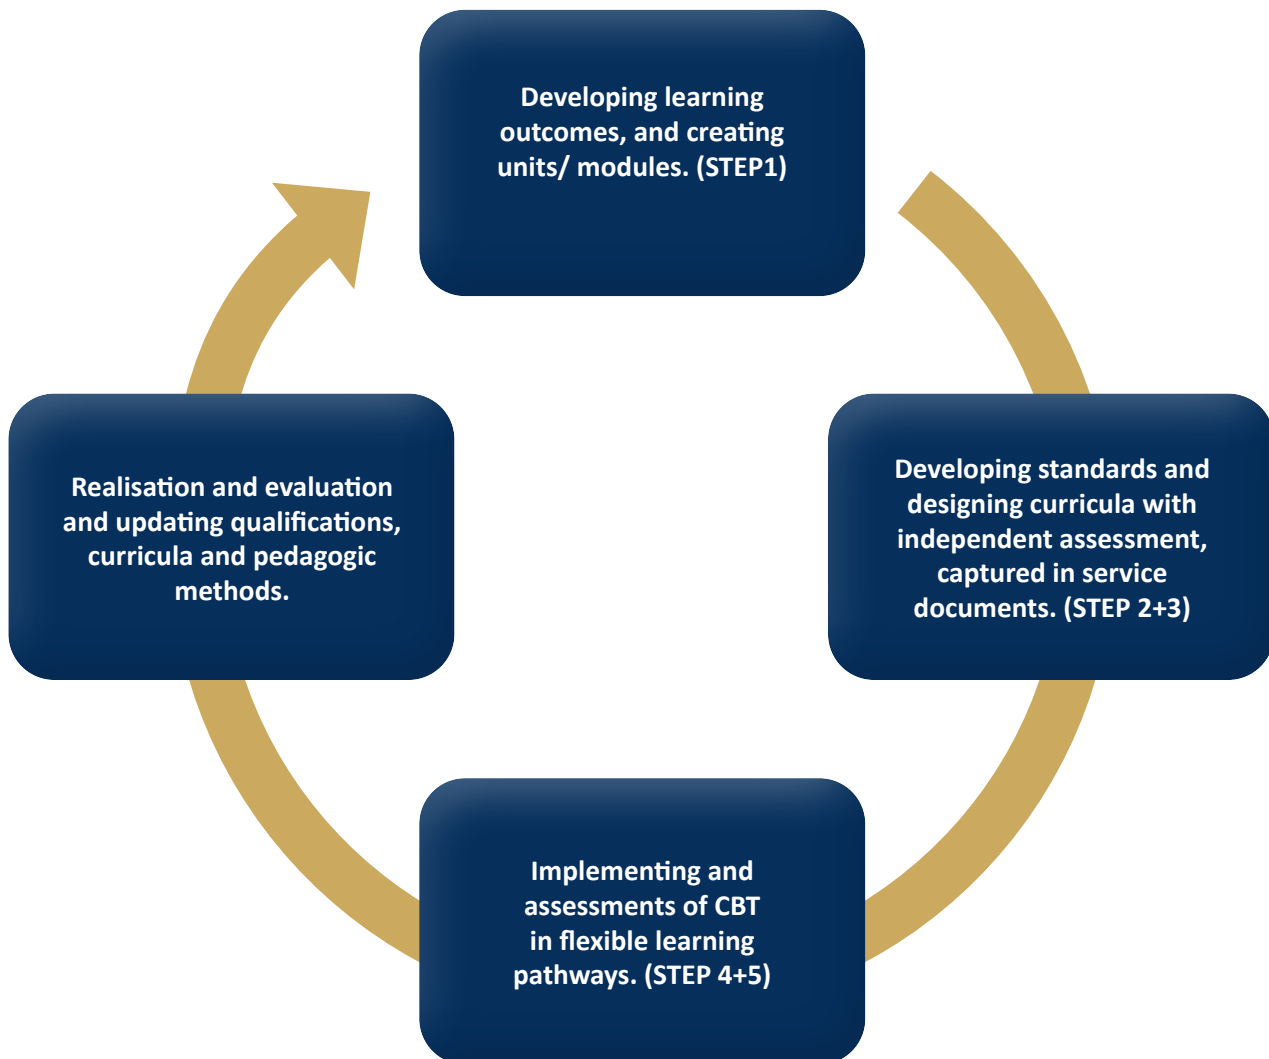 Developing learning
outcomes, and creating
units/ modules. (STEP1)
Developing standards and
designing curricula with
independent assessment,
captured in service
documents. (STEP 2+3)
Implementing and
assessments of CBT
in flexible learning
pathways. (STEP 4+5)
Realisation and evaluation
and updating qualifications,
curricula and pedagogic
methods.